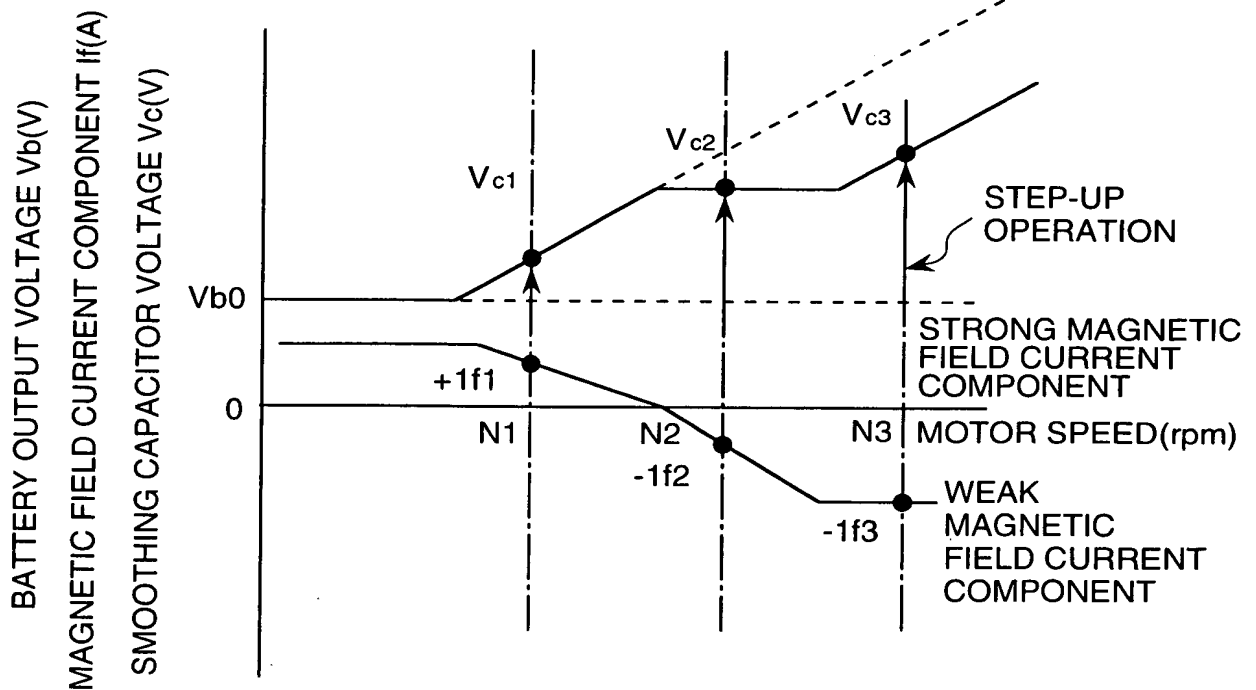 BATTERY OUTPUT VOLTAGE Vb(V)
MAGNETIC FIELD CURRENT COMPONENT If(A)
SMOOTHING CAPACITOR VOLTAGE Vc(V)
Vc1
Vc2
Vc3
STEP-UP
OPERATION
Vb0
STRONG MAGNETIC
FIELD CURRENT
COMPONENT
+1f1
0
N1
N2
N3
MOTOR SPEED(rpm)
-1f2
-1f3
WEAK
MAGNETIC
FIELD CURRENT
COMPONENT